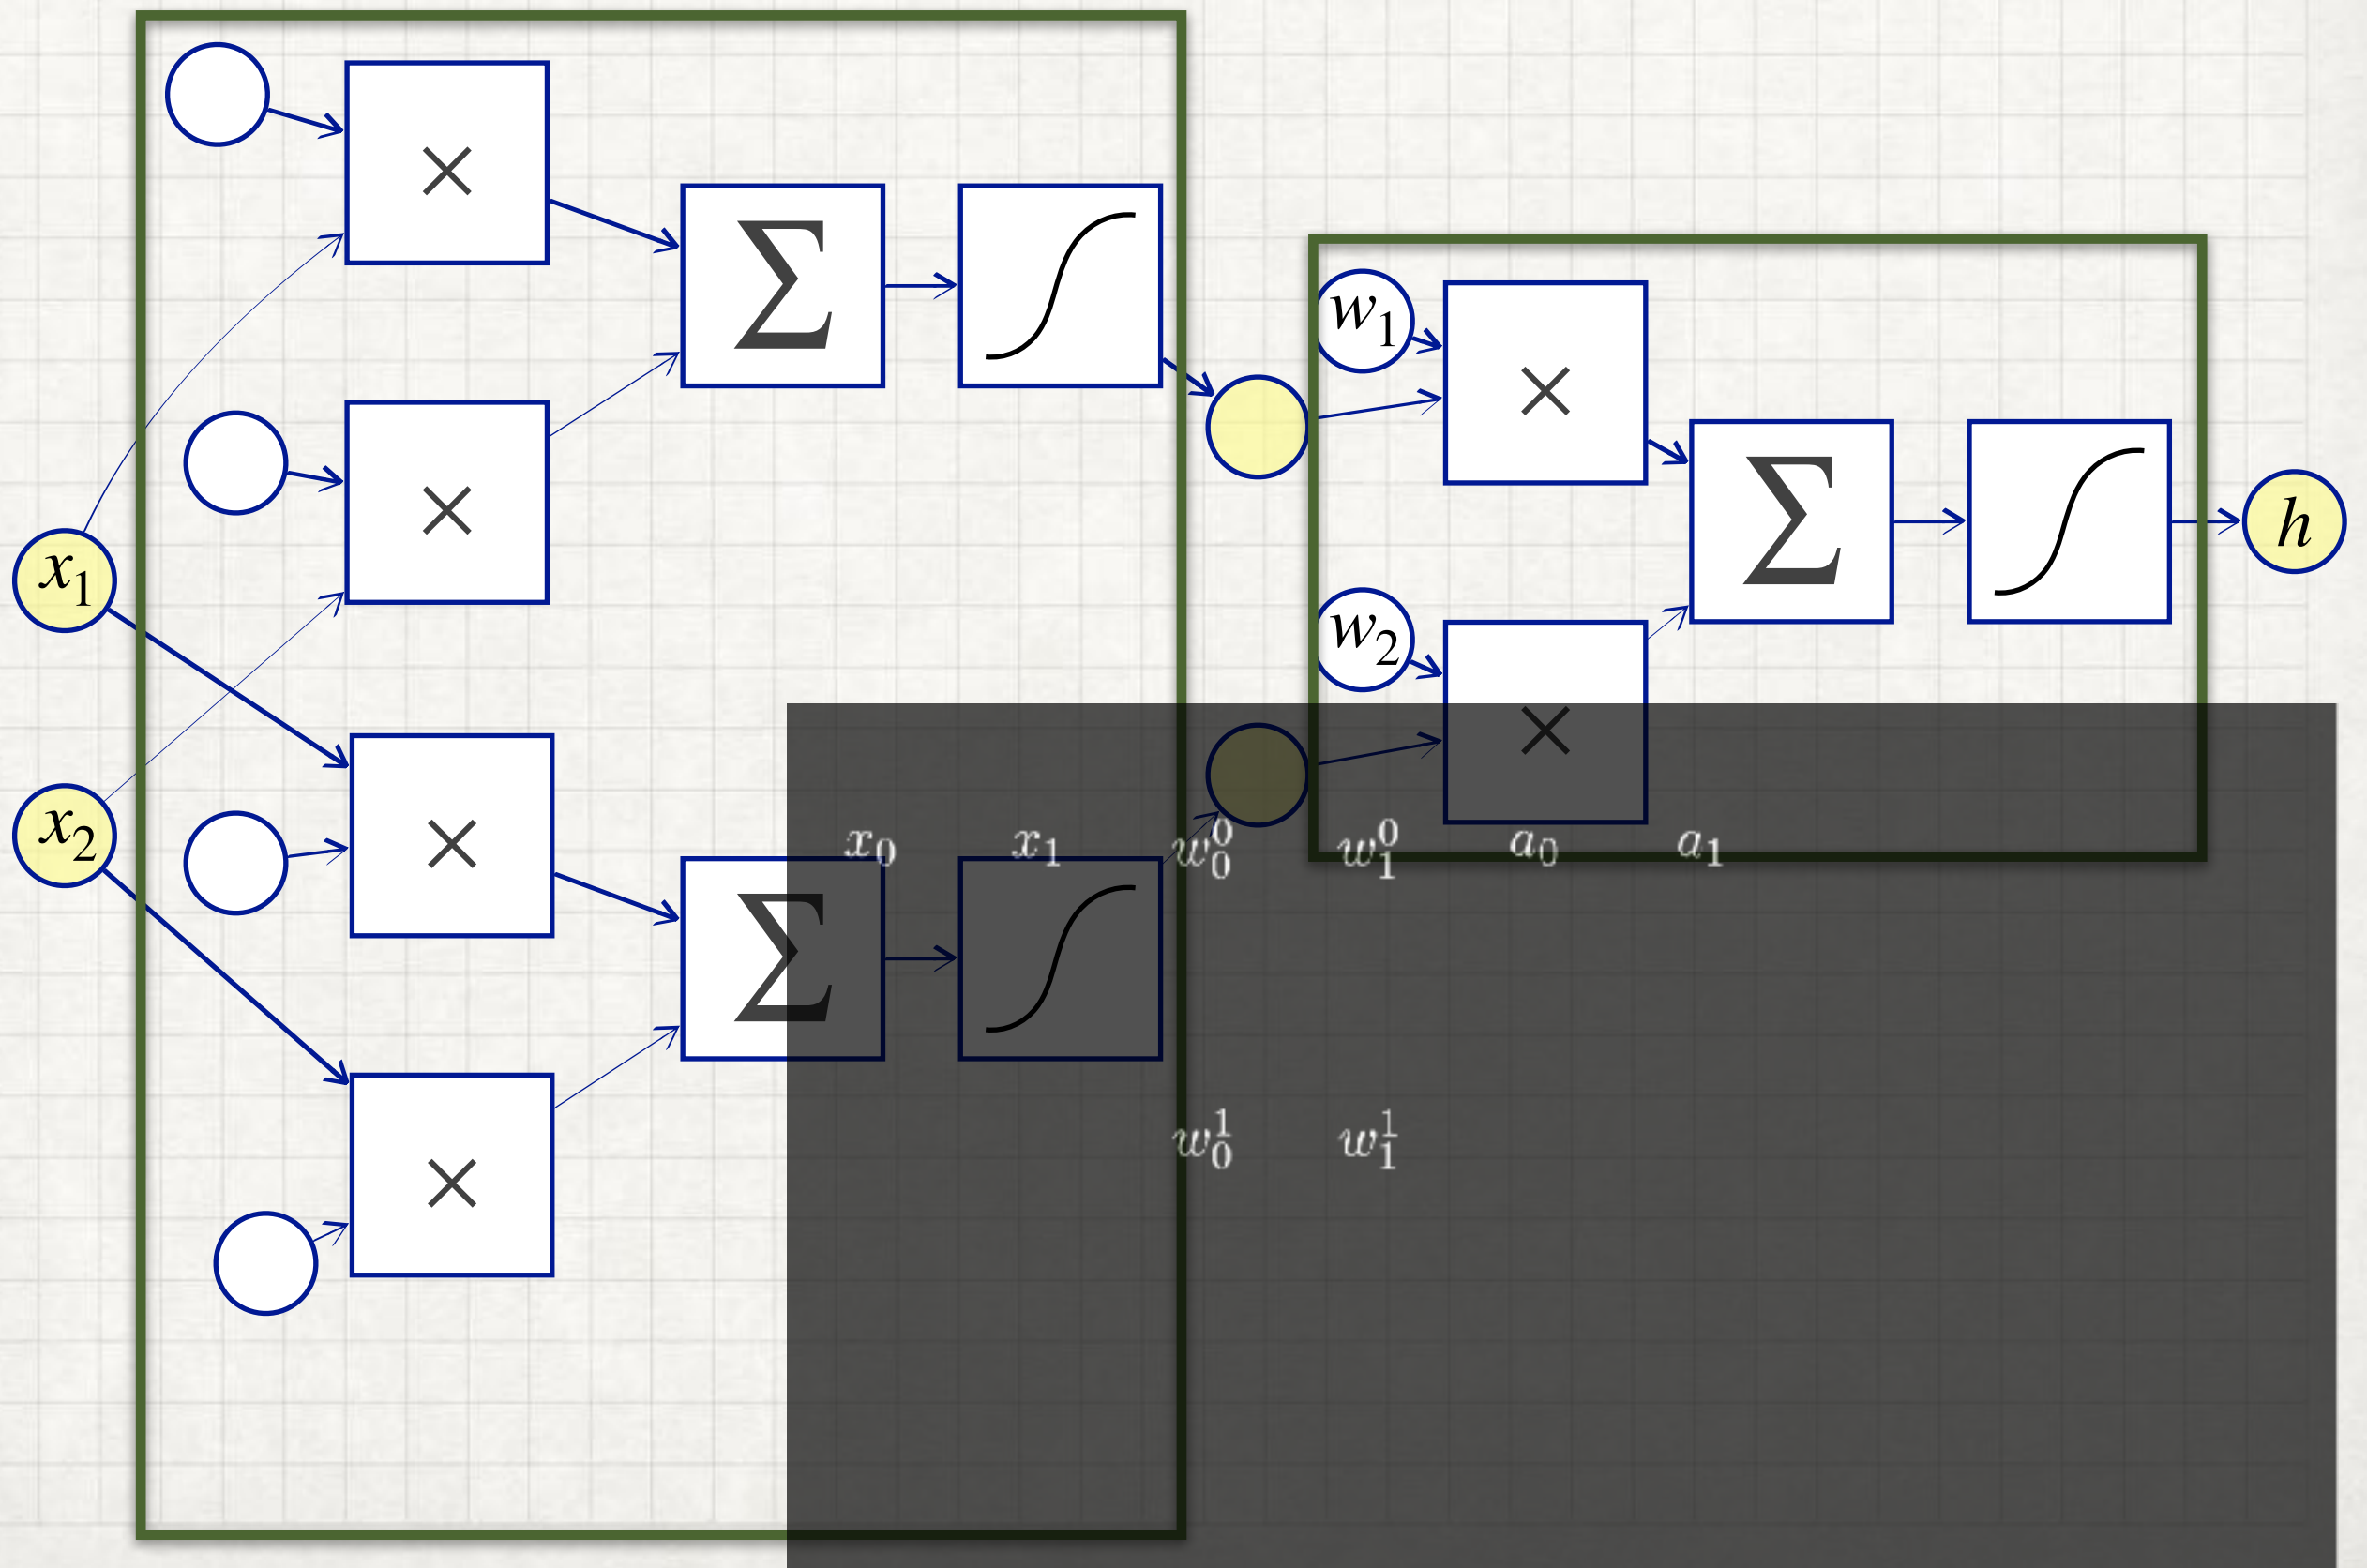 ×
Σ
w₁
×
×
Σ
h
x₁
w₂
×
x₂
×
x₀ x₁ w₀⁰ w₁⁰ a₀ a₁
Σ
×
w₀¹ w₁¹